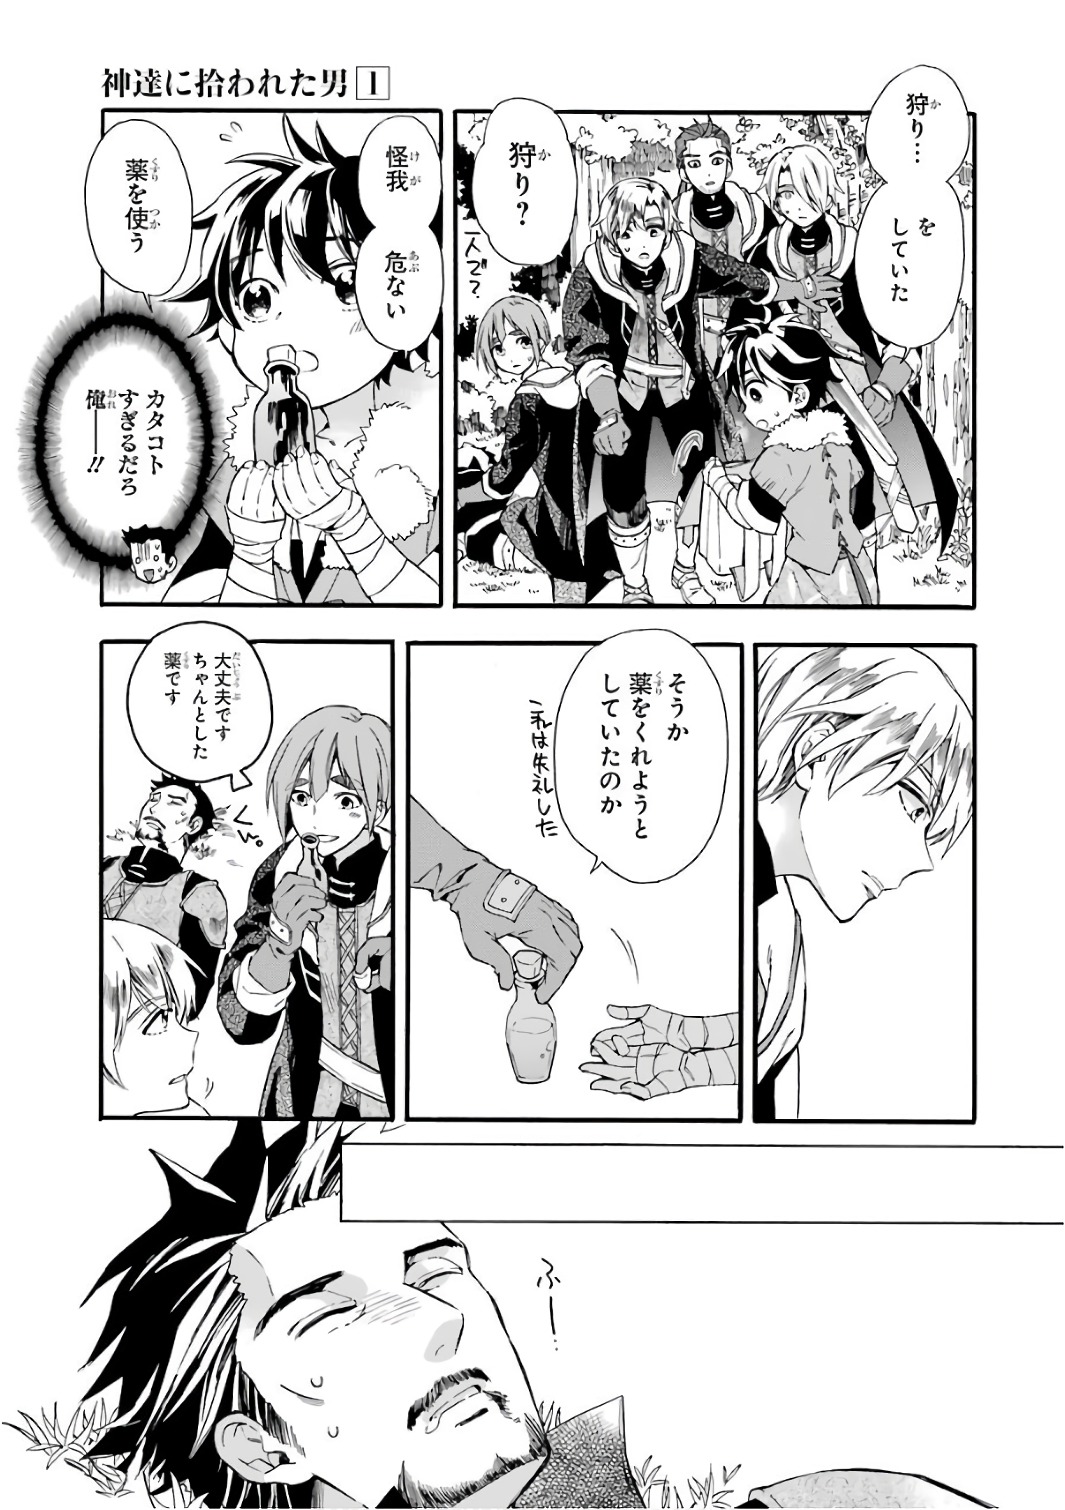 神達に拾われた男 1
狩り…
を
していた
狩り？
一人で？
怪我
危ない
薬を使う
カタコト
すぎるだろ
俺――!!
そうか
薬をくれようと
していたのか
私は失礼した
大丈夫です
ちゃんとした
薬です
くん。
ふー…